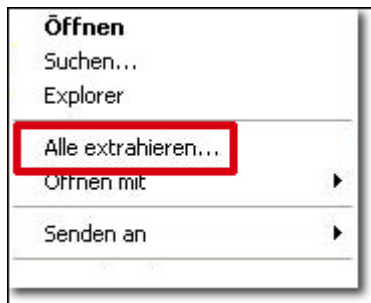 Öffnen
Suchen...
Explorer
Alle extrahieren...
Öffnen mit
Senden an